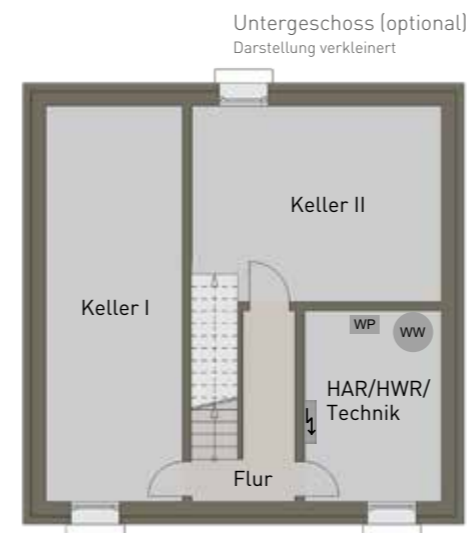 Untergeschoss (optional)
Darstellung verkleinert
Keller II
Keller I
WP
WW
HAR/HWR/
Technik
Flur